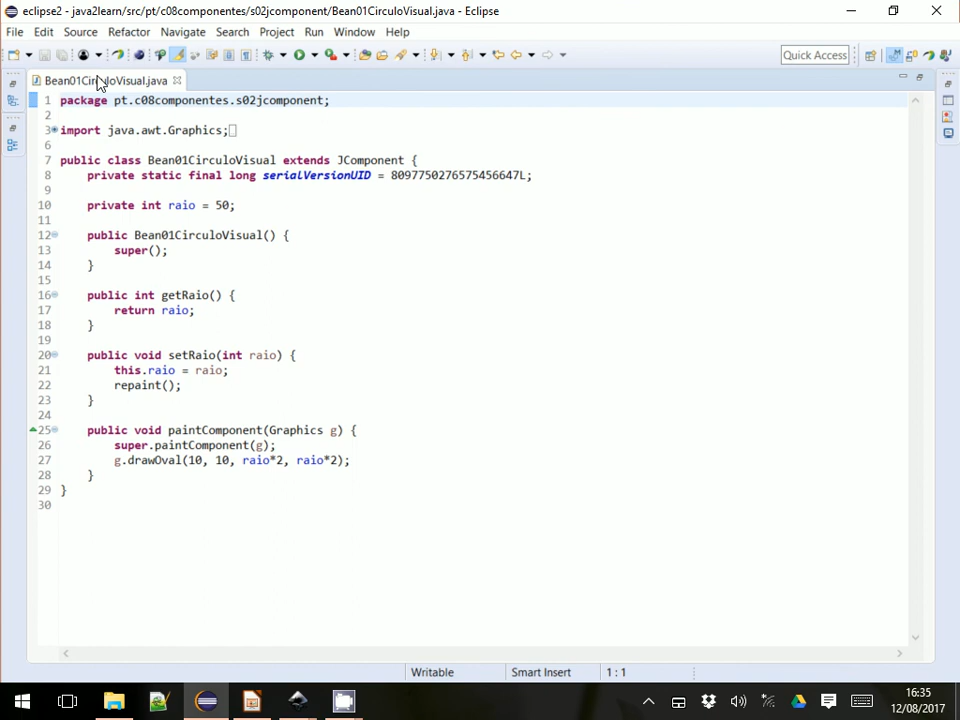 eclipse2 - java2learn/src/pt/c08componentes/s02jcomponent/Bean01CirculoVisual.java - Eclipse
File Edit Source Refactor Navigate Search Project Run Window Help
Quick Access
Bean01CirculoVisual.java
1 package pt.c08componentes.s02jcomponent;
2
3 import java.awt.Graphics;
6
7 public class Bean01CirculoVisual extends JComponent {
8 private static final long serialVersionUID = 8097750276575456647L;
9
10 private int raio = 50;
11
12 public Bean01CirculoVisual() {
13 super();
14 }
15
16 public int getRaio() {
17 return raio;
18 }
19
20 public void setRaio(int raio) {
21 this.raio = raio;
22 repaint();
23 }
24
25 public void paintComponent(Graphics g) {
26 super.paintComponent(g);
27 g.drawOval(10, 10, raio*2, raio*2);
28 }
29 }
30
Writable Smart Insert 1 : 1
16:35
12/08/2017